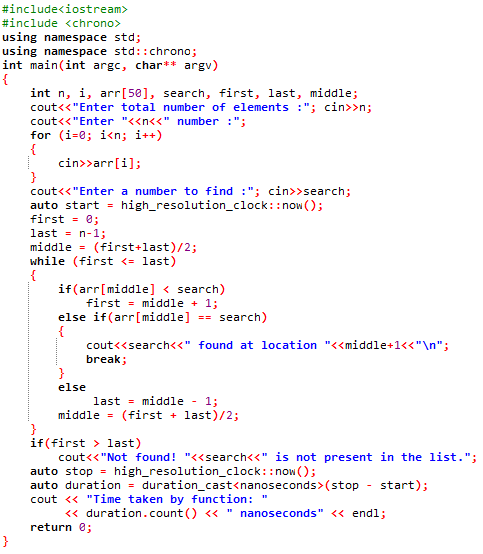 #include<iostream>
#include <chrono>
using namespace std;
using namespace std::chrono;
int main(int argc, char** argv)
{
    int n, i, arr[50], search, first, last, middle;
    cout<<"Enter total number of elements :"; cin>>n;
    cout<<"Enter "<<n<<" number :";
    for (i=0; i<n; i++)
    {
        cin>>arr[i];
    }
    cout<<"Enter a number to find :"; cin>>search;
    auto start = high_resolution_clock::now();
    first = 0;
    last = n-1;
    middle = (first+last)/2;
    while (first <= last)
    {
        if(arr[middle] < search)
            first = middle + 1;
        else if(arr[middle] == search)
        {
            cout<<search<<" found at location "<<middle+1<<"\n";
            break;
        }
        else
             last = middle - 1;
        middle = (first + last)/2;
    }
    if(first > last)
        cout<<"Not found! "<<search<<" is not present in the list.";
    auto stop = high_resolution_clock::now();
    auto duration = duration_cast<nanoseconds>(stop - start);
    cout << "Time taken by function: "
         << duration.count() << " nanoseconds" << endl;
    return 0;
}